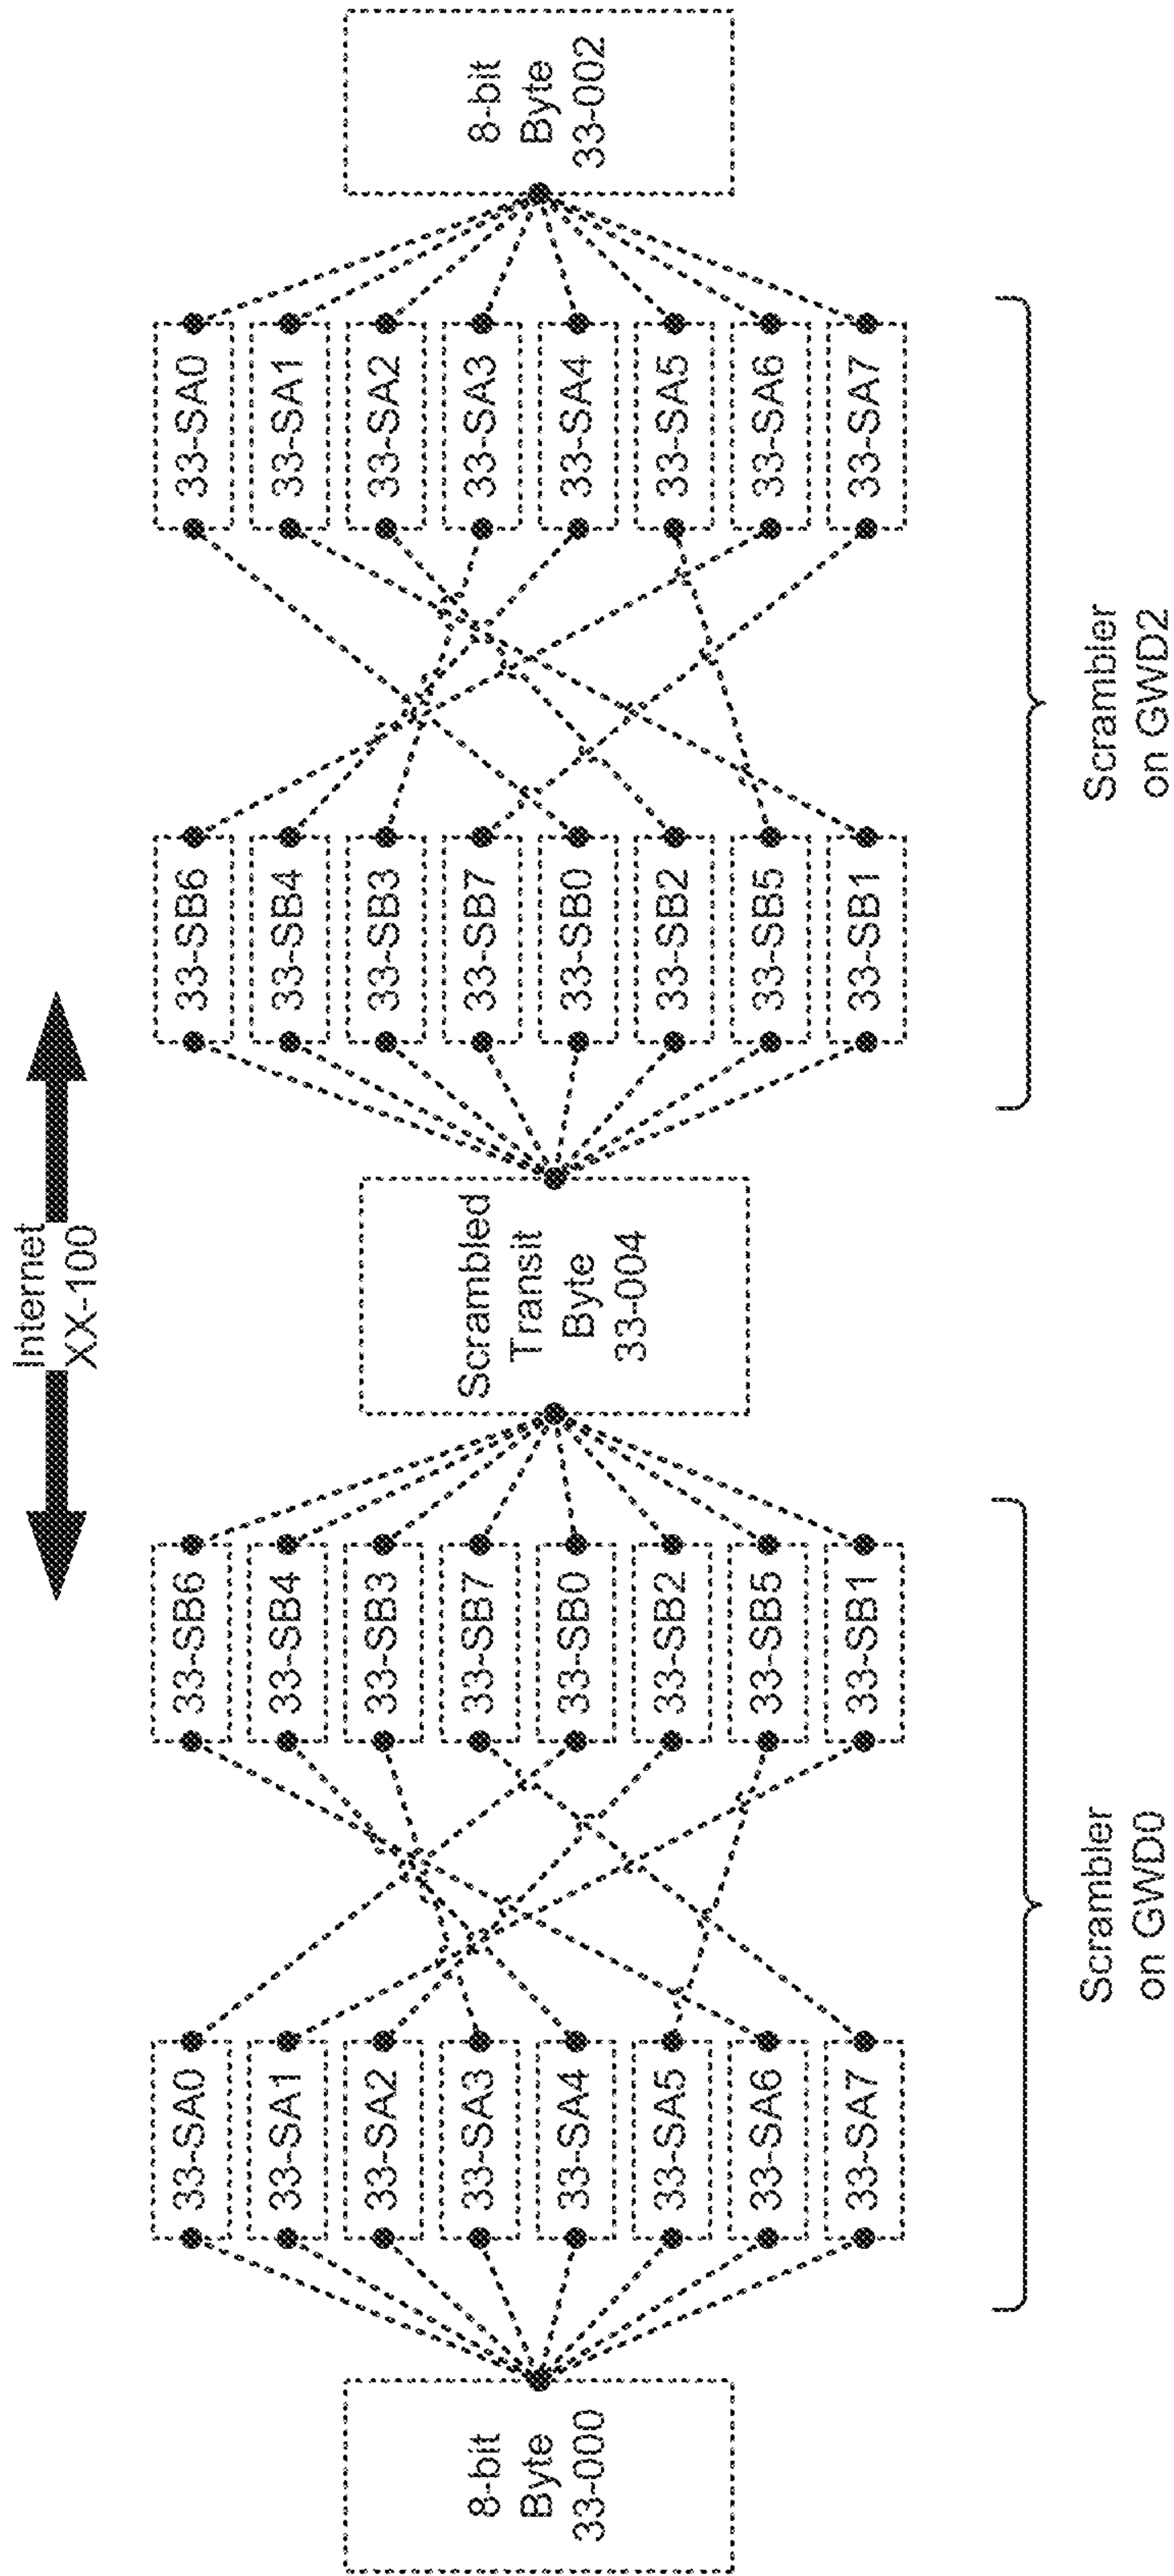 Internet
XX-100
8-bit
Byte
33-000
33-SA0
33-SA1
33-SA2
33-SA3
33-SA4
33-SA5
33-SA6
33-SA7
33-SB6
33-SB4
33-SB3
33-SB7
33-SB0
33-SB2
33-SB5
33-SB1
Scrambled
Transit
Byte
33-004
33-SB6
33-SB4
33-SB3
33-SB7
33-SB0
33-SB2
33-SB5
33-SB1
33-SA0
33-SA1
33-SA2
33-SA3
33-SA4
33-SA5
33-SA6
33-SA7
8-bit
Byte
33-002
Scrambler
on GWD0
Scrambler
on GWD2